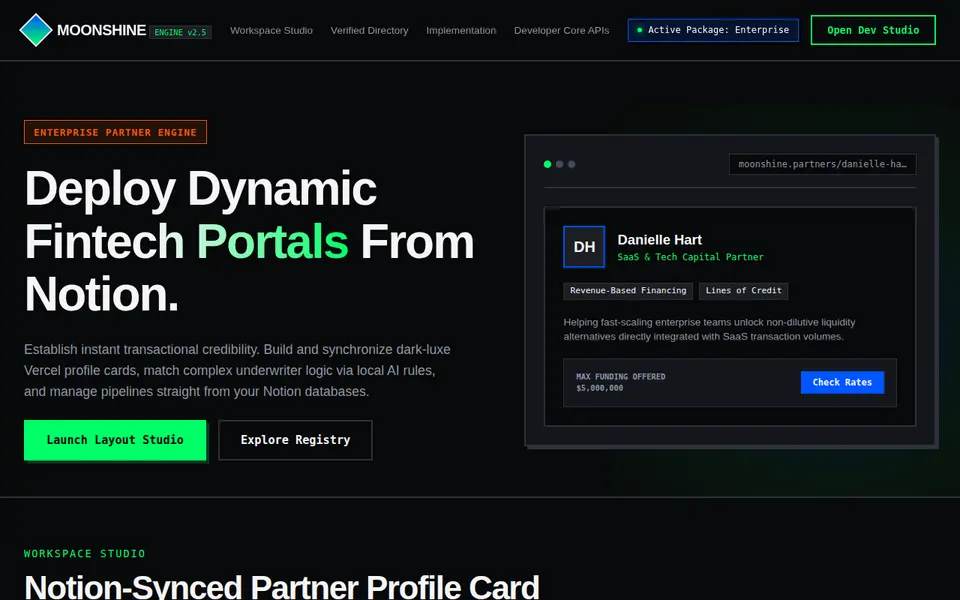 MOONSHINE
ENGINE v2.5
Workspace Studio
Verified Directory
Implementation
Developer Core APIs
Active Package: Enterprise
Open Dev Studio
ENTERPRISE PARTNER ENGINE
Deploy Dynamic
Fintech Portals From
Notion.
Establish instant transactional credibility. Build and synchronize dark-luxe
Vercel profile cards, match complex underwriter logic via local AI rules,
and manage pipelines straight from your Notion databases.
Launch Layout Studio
Explore Registry
moonshine.partners/danielle-ha…
DH
Danielle Hart
SaaS & Tech Capital Partner
Revenue-Based Financing
Lines of Credit
Helping fast-scaling enterprise teams unlock non-dilutive liquidity
alternatives directly integrated with SaaS transaction volumes.
MAX FUNDING OFFERED
$5,000,000
Check Rates
WORKSPACE STUDIO
Notion-Synced Partner Profile Card